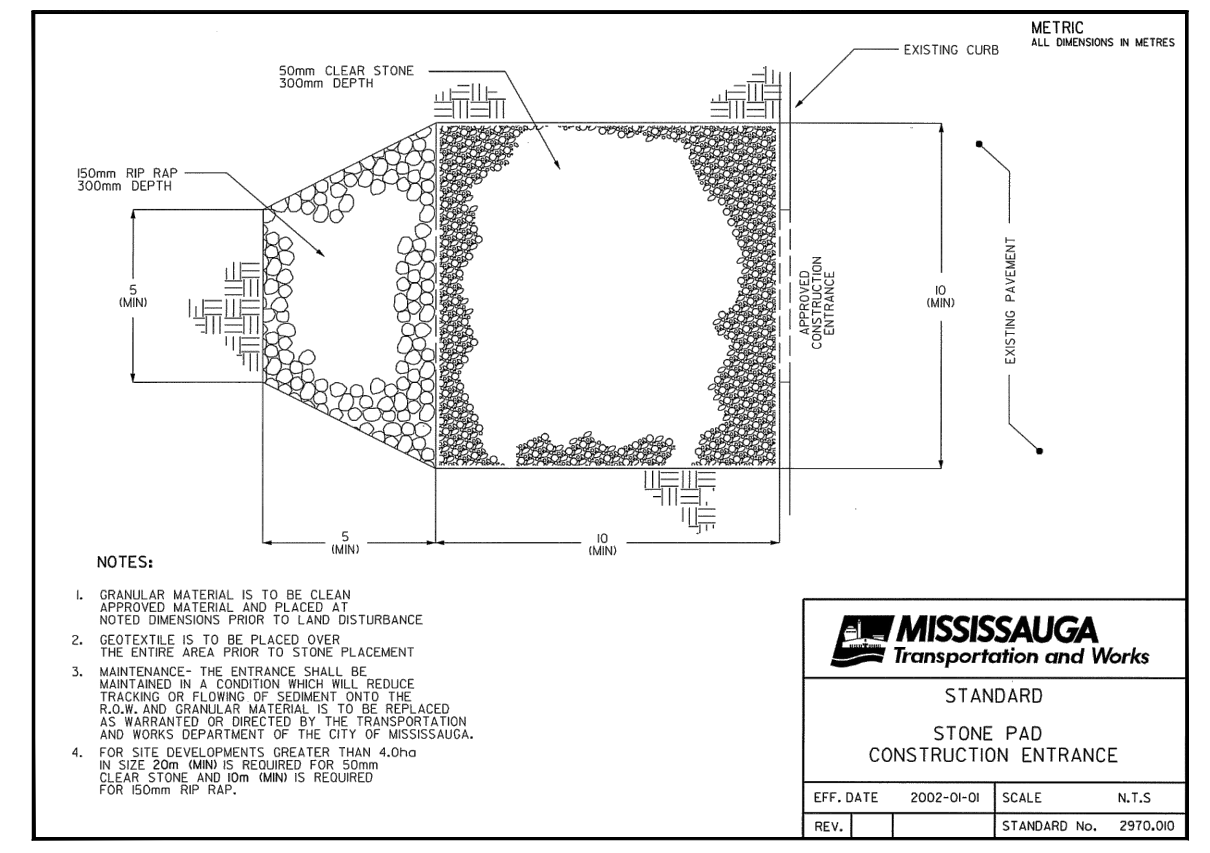 METRIC
ALL DIMENSIONS IN METRES
EXISTING CURB
50mm CLEAR STONE
300mm DEPTH
150mm RIP RAP
300mm DEPTH
5
(MIN)
APPROVED
CONSTRUCTION
ENTRANCE
10
(MIN)
EXISTING PAVEMENT
5
(MIN)
10
(MIN)
NOTES:
1. GRANULAR MATERIAL IS TO BE CLEAN
APPROVED MATERIAL AND PLACED AT
NOTED DIMENSIONS PRIOR TO LAND DISTURBANCE
2. GEOTEXTILE IS TO BE PLACED OVER
THE ENTIRE AREA PRIOR TO STONE PLACEMENT
3. MAINTENANCE- THE ENTRANCE SHALL BE
MAINTAINED IN A CONDITION WHICH WILL REDUCE
TRACKING OR FLOWING OF SEDIMENT ONTO THE
R.O.W. AND GRANULAR MATERIAL IS TO BE REPLACED
AS WARRANTED OR DIRECTED BY THE TRANSPORTATION
AND WORKS DEPARTMENT OF THE CITY OF MISSISSAUGA.
4. FOR SITE DEVELOPMENTS GREATER THAN 4.0ha
IN SIZE 20m (MIN) IS REQUIRED FOR 50mm
CLEAR STONE AND 10m (MIN) IS REQUIRED
FOR 150mm RIP RAP.
MISSISSAUGA
Transportation and Works
STANDARD
STONE PAD
CONSTRUCTION ENTRANCE
EFF. DATE 2002-01-01 SCALE N.T.S
REV. STANDARD No. 2970.010